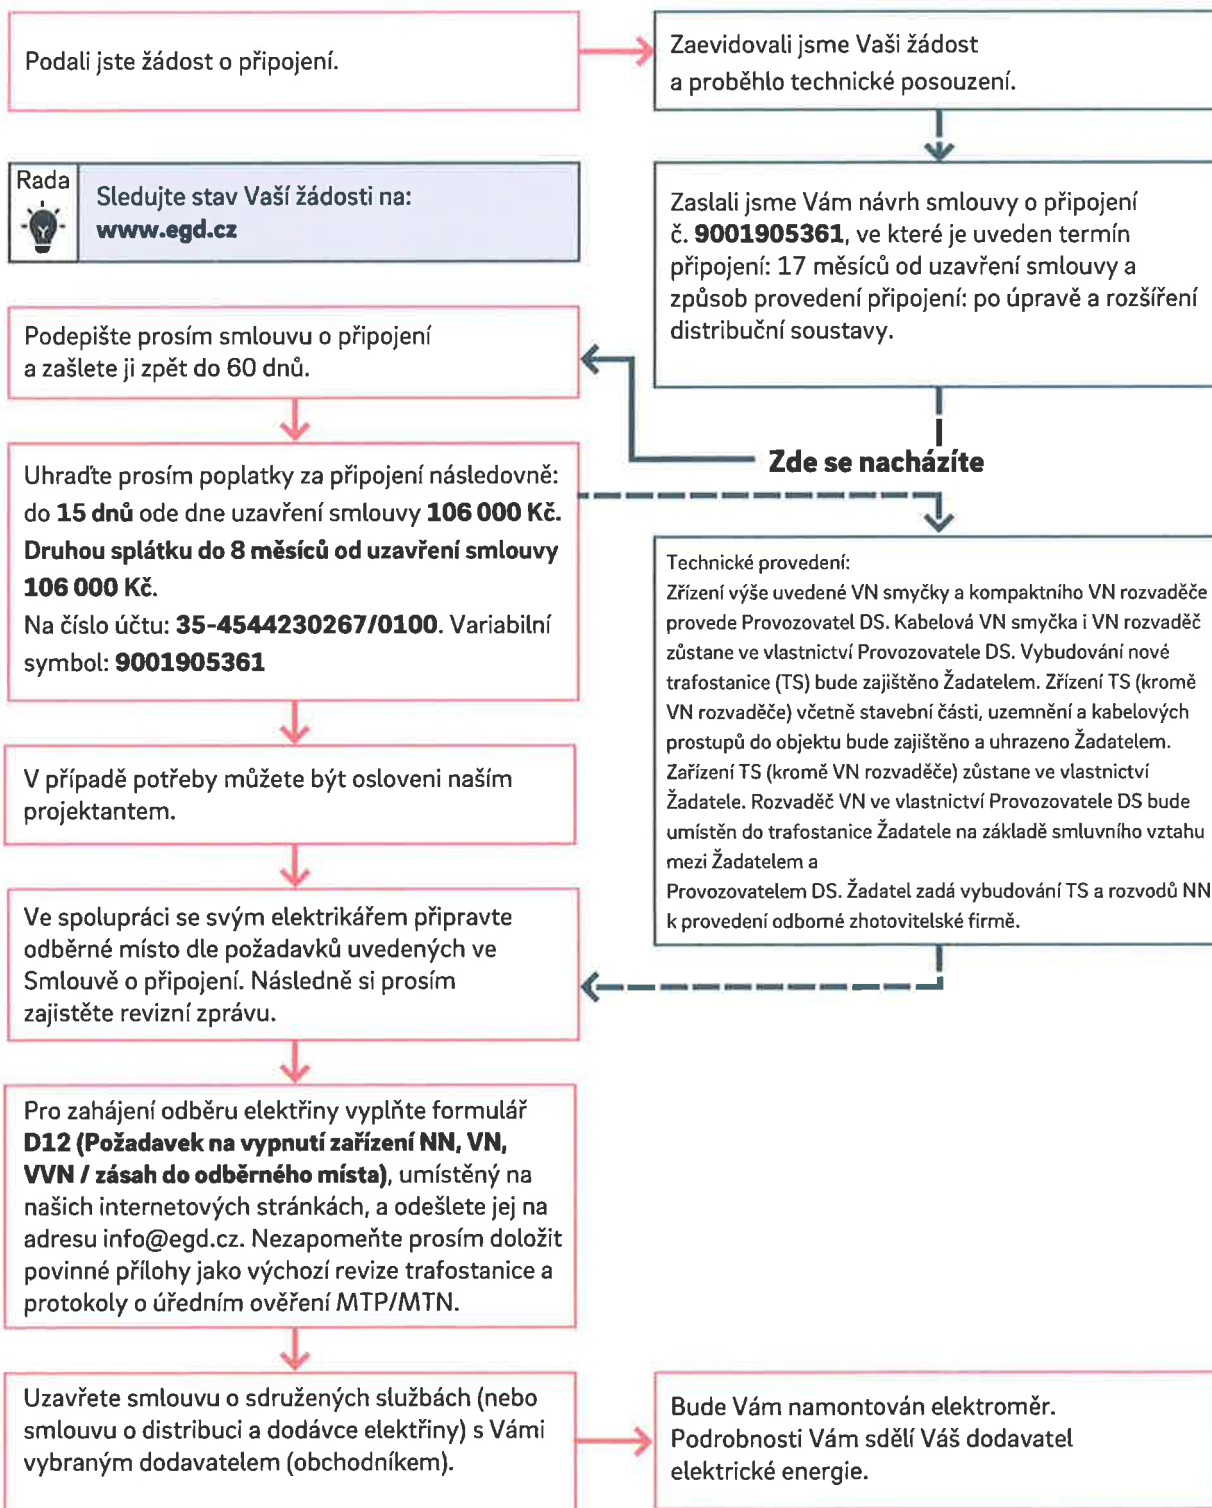 Podali jste žádost o připojení.
Zaevidovali jsme Vaši žádost
a proběhlo technické posouzení.
Rada
Sledujte stav Vaší žádosti na:
www.egd.cz
Zaslali jsme Vám návrh smlouvy o připojení
č. 9001905361, ve které je uveden termín
připojení: 17 měsíců od uzavření smlouvy a
způsob provedení připojení: po úpravě a rozšíření
distribuční soustavy.
Podepište prosím smlouvu o připojení
a zašlete ji zpět do 60 dnů.
Zde se nacházíte
Uhraďte prosím poplatky za připojení následovně:
do 15 dnů ode dne uzavření smlouvy 106 000 Kč.
Druhou splátku do 8 měsíců od uzavření smlouvy
106 000 Kč.
Na číslo účtu: 35-4544230267/0100. Variabilní
symbol: 9001905361
Technické provedení:
Zřízení výše uvedené VN smyčky a kompaktního VN rozvaděče
provede Provozovatel DS. Kabelová VN smyčka i VN rozvaděč
zůstane ve vlastnictví Provozovatele DS. Vybudování nové
trafostanice (TS) bude zajištěno Žadatelem. Zřízení TS (kromě
VN rozvaděče) včetně stavební části, uzemnění a kabelových
prostupů do objektu bude zajištěno a uhrazeno Žadatelem.
Zařízení TS (kromě VN rozvaděče) zůstane ve vlastnictví
Žadatele. Rozvaděč VN ve vlastnictví Provozovatele DS bude
umístěn do trafostanice Žadatele na základě smluvního vztahu
mezi Žadatelem a
Provozovatelem DS. Žadatel zadá vybudování TS a rozvodů NN
k provedení odborné zhotovitelské firmě.
V případě potřeby můžete být osloveni naším
projektantem.
Ve spolupráci se svým elektrikářem připravte
odběrné místo dle požadavků uvedených ve
Smlouvě o připojení. Následně si prosím
zajistěte revizní zprávu.
Pro zahájení odběru elektřiny vyplňte formulář
D12 (Požadavek na vypnutí zařízení NN, VN,
VVN / zásah do odběrného místa), umístěný na
našich internetových stránkách, a odešlete jej na
adresu info@egd.cz. Nezapomeňte prosím doložit
povinné přílohy jako výchozí revize trafostanice a
protokoly o úředním ověření MTP/MTN.
Uzavřete smlouvu o sdružených službách (nebo
smlouvu o distribuci a dodávce elektřiny) s Vámi
vybraným dodavatelem (obchodníkem).
Bude Vám namontován elektroměr.
Podrobnosti Vám sdělí Váš dodavatel
elektrické energie.